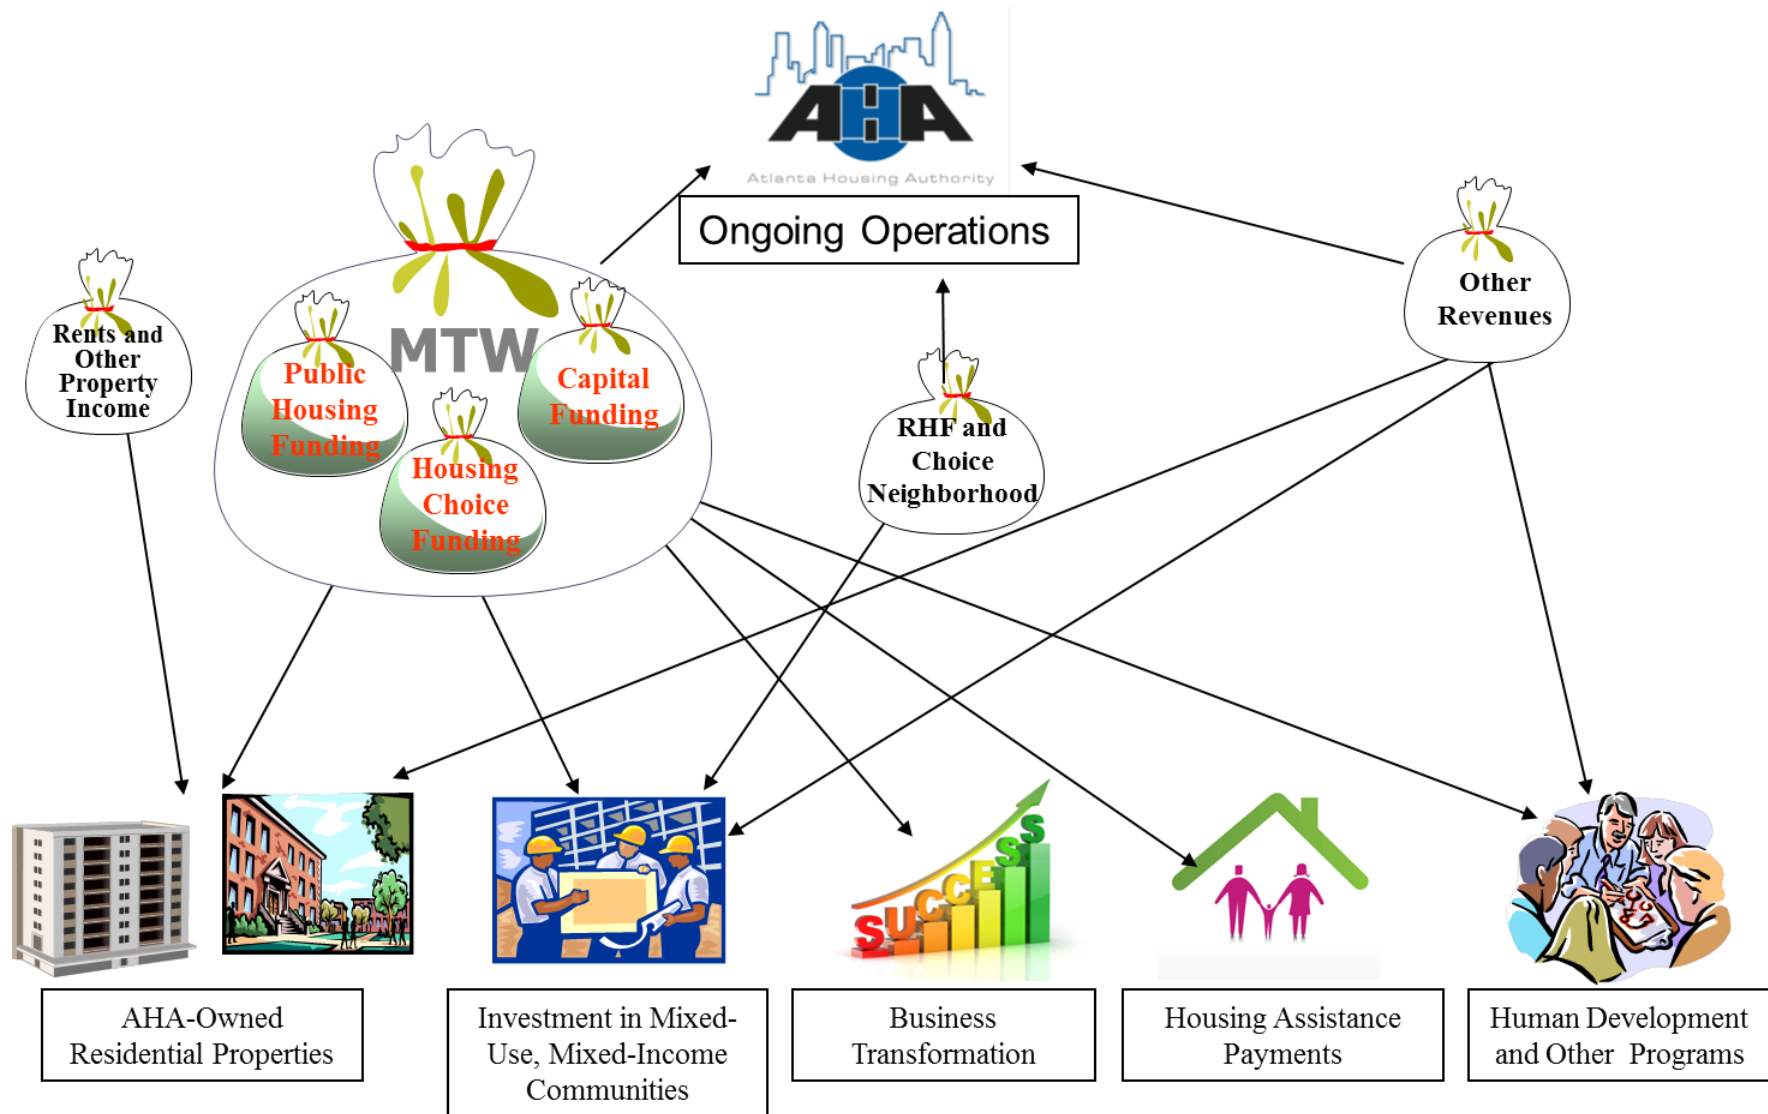 AHA
Atlanta Housing Authority
Ongoing Operations
Rents and
Other
Property
Income
MTW
Public
Housing
Funding
Capital
Funding
Housing
Choice
Funding
RHF and
Choice
Neighborhood
Other
Revenues
SUCCESS
AHA-Owned
Residential Properties
Investment in Mixed-
Use, Mixed-Income
Communities
Business
Transformation
Housing Assistance
Payments
Human Development
and Other Programs